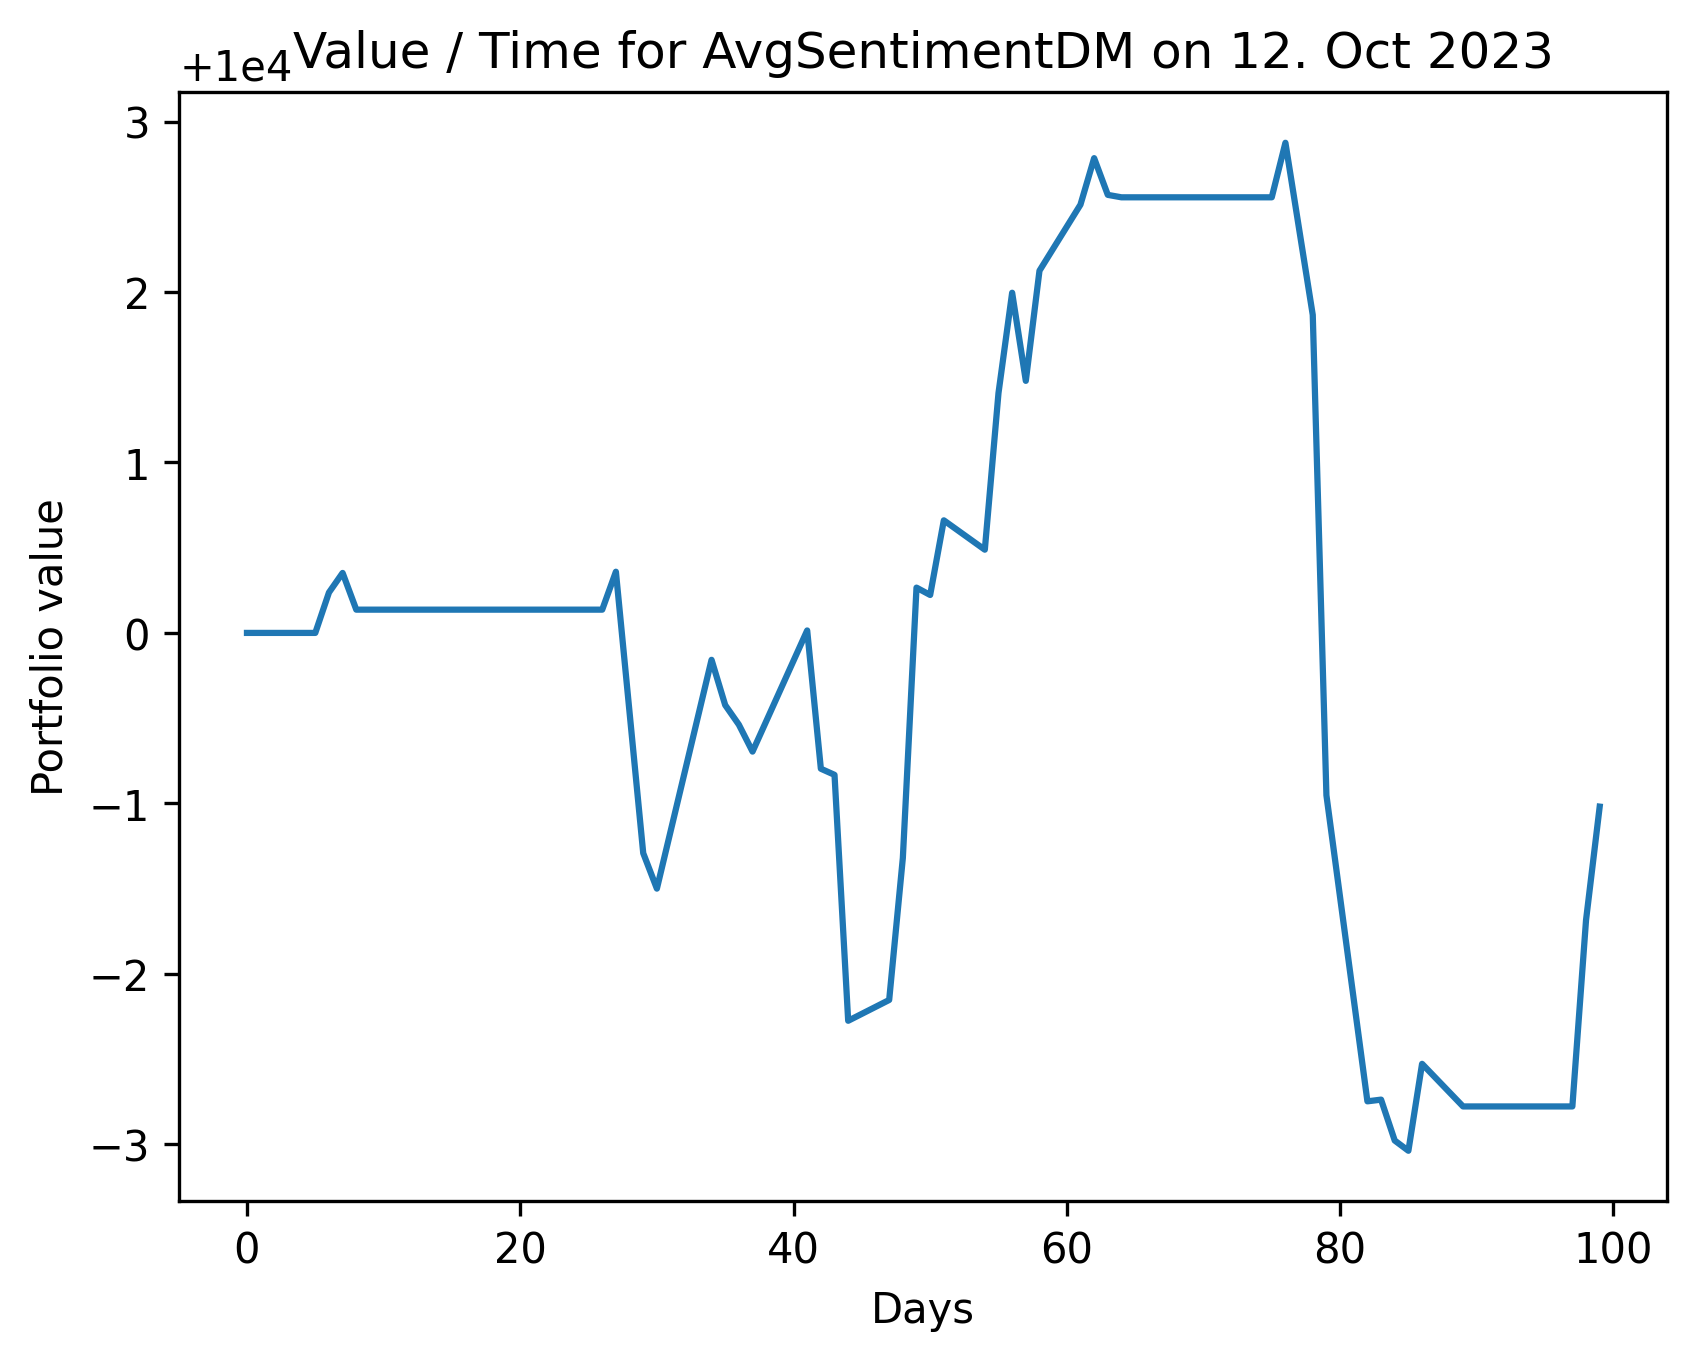 Value / Time for AvgSentimentDM on 12. Oct 2023
+1e4
3
2
1
0
−1
−2
−3
Portfolio value
0 20 40 60 80 100
Days